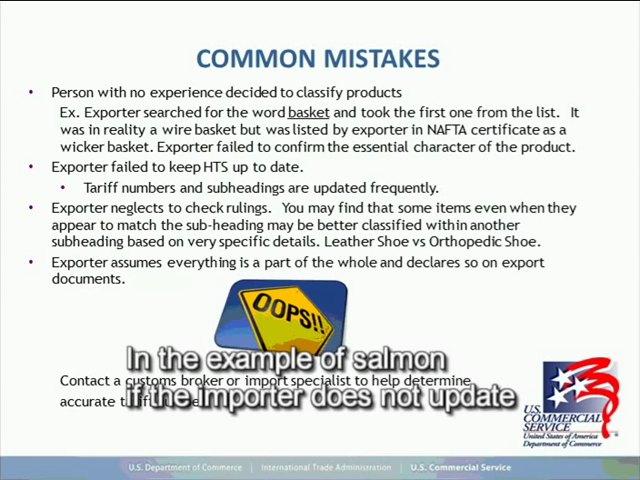 COMMON MISTAKES
• Person with no experience decided to classify products
Ex. Exporter searched for the word basket and took the first one from the list. It
was in reality a wire basket but was listed by exporter in NAFTA certificate as a
wicker basket. Exporter failed to confirm the essential character of the product.
• Exporter failed to keep HTS up to date.
• Tariff numbers and subheadings are updated frequently.
• Exporter neglects to check rulings. You may find that some items even when they
appear to match the sub-heading may be better classified within another
subheading based on very specific details. Leather Shoe vs Orthopedic Shoe.
• Exporter assumes everything is a part of the whole and declares so on export
documents.
OOPS!!
In the example of salmon
Contact a customs broker or import specialist to help determine
if the importer does not update
accurate
U.S.
COMMERCIAL
SERVICE
United States of America
Department of Commerce
U.S. Department of Commerce | International Trade Administration | U.S. Commercial Service